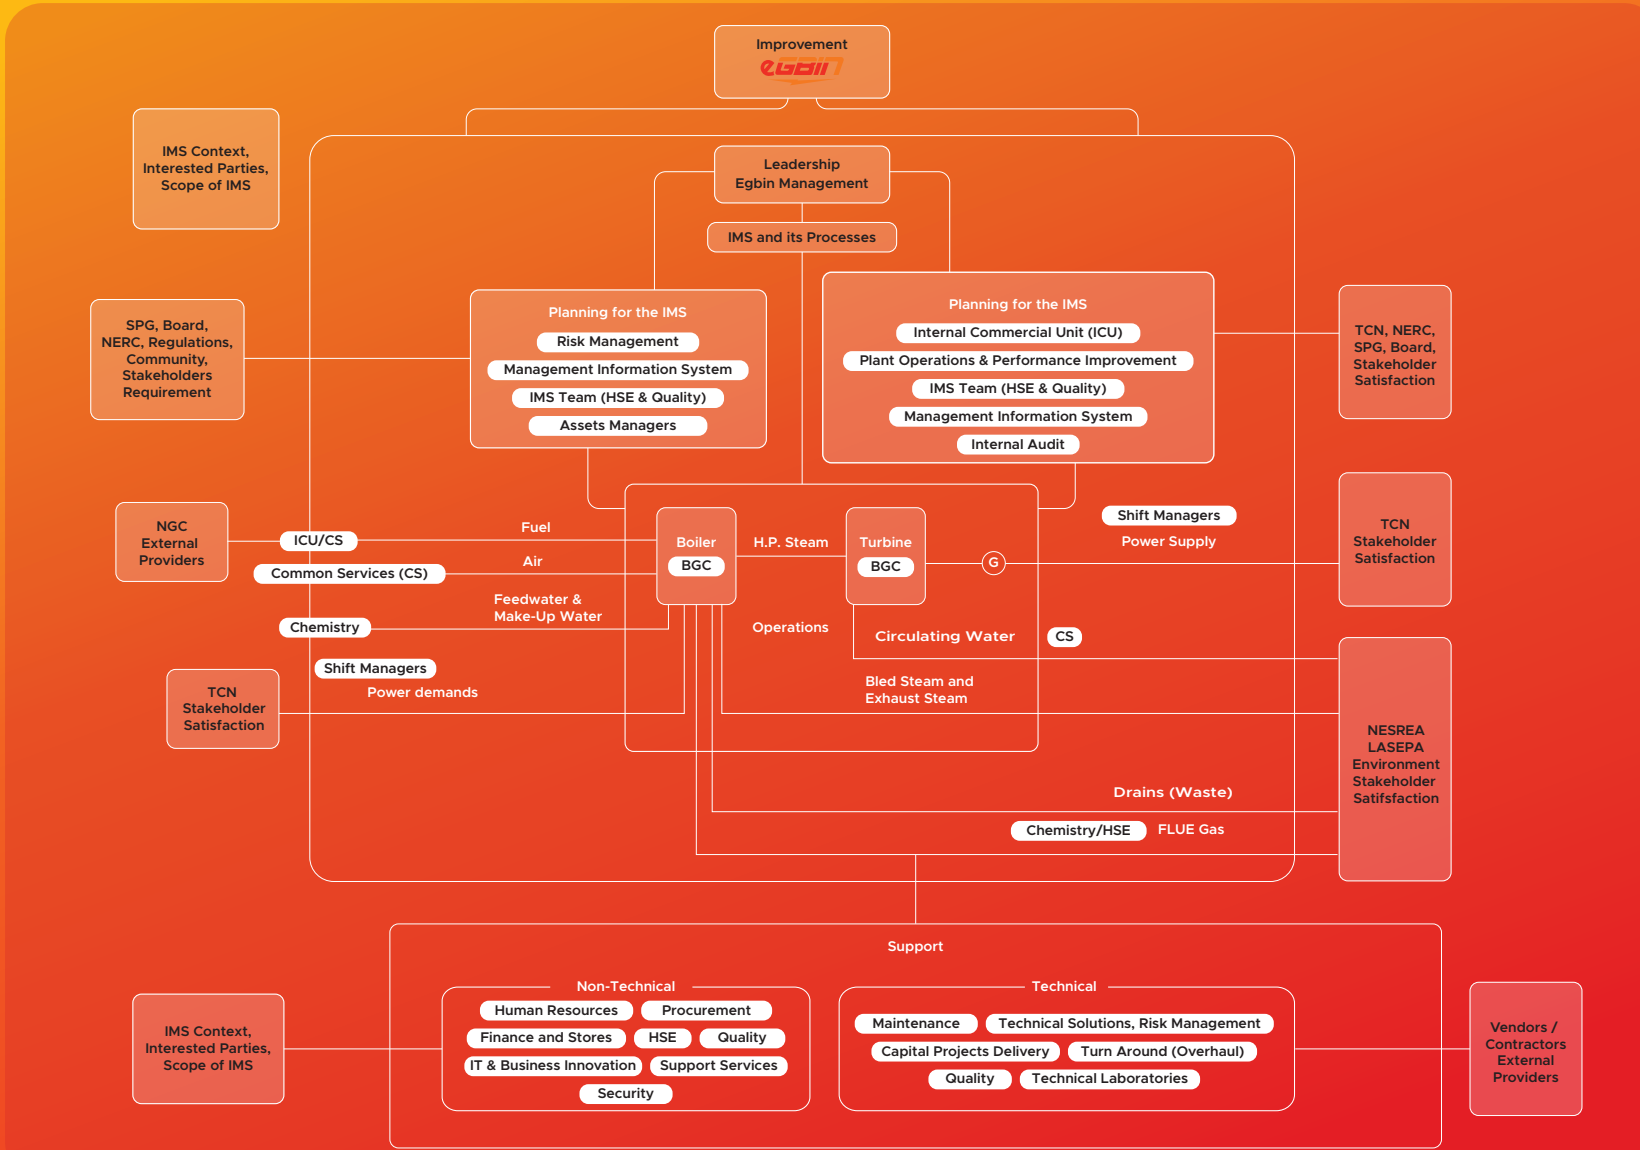 Improvement
eGBIN
IMS Context,
Interested Parties,
Scope of IMS
Leadership
Egbin Management
IMS and its Processes
SPG, Board,
NERC, Regulations,
Community,
Stakeholders
Requirement
Planning for the IMS
Risk Management
Management Information System
IMS Team (HSE & Quality)
Assets Managers
Planning for the IMS
Internal Commercial Unit (ICU)
Plant Operations & Performance Improvement
IMS Team (HSE & Quality)
Management Information System
Internal Audit
TCN, NERC,
SPG, Board,
Stakeholder
Satisfaction
NGC
External
Providers
ICU/CS
Fuel
Common Services (CS)
Air
Feedwater &
Make-Up Water
Chemistry
Shift Managers
Power demands
TCN
Stakeholder
Satisfaction
Boiler
BGC
H.P. Steam
Turbine
BGC
G
Shift Managers
Power Supply
TCN
Stakeholder
Satisfaction
Operations
Circulating Water
CS
Bled Steam and
Exhaust Steam
NESREA
LASEPA
Environment
Stakeholder
Satifsfaction
Drains (Waste)
Chemistry/HSE
FLUE Gas
Support
IMS Context,
Interested Parties,
Scope of IMS
Non-Technical
Human Resources
Procurement
Finance and Stores
HSE
Quality
IT & Business Innovation
Support Services
Security
Technical
Maintenance
Technical Solutions, Risk Management
Capital Projects Delivery
Turn Around (Overhaul)
Quality
Technical Laboratories
Vendors /
Contractors
External
Providers